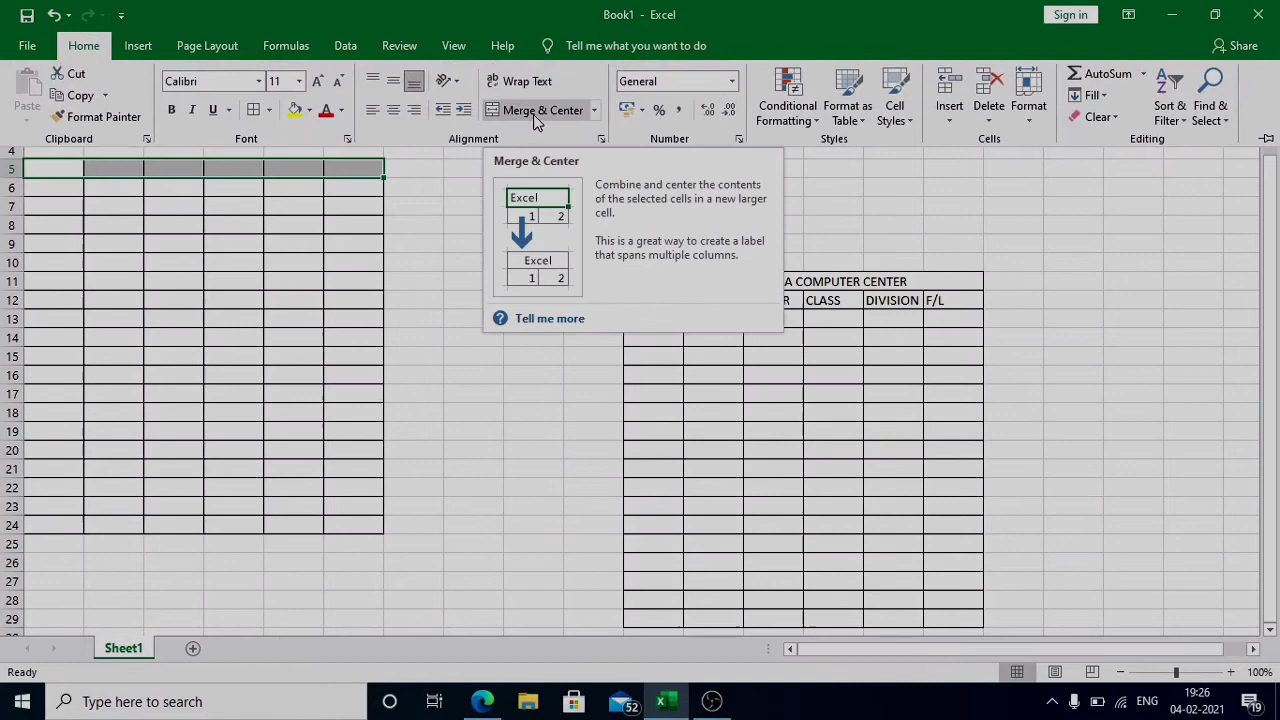 Book1 - Excel
Sign in
File Home Insert Page Layout Formulas Data Review View Help Tell me what you want to do Share
Paste
Cut
Copy
Format Painter
Clipboard
Calibri 11
B I U
Font
Wrap Text
Merge & Center
Alignment
General
Number
Conditional Formatting
Format as Table
Cell Styles
Styles
Insert
Delete
Format
Cells
AutoSum
Fill
Clear
Sort & Filter
Find & Select
Editing
Merge & Center
Excel
1 2
Excel
1 2
Combine and center the contents
of the selected cells in a new larger
cell.
This is a great way to create a label
that spans multiple columns.
Tell me more
4
5
6
7
8
9
10
11 A COMPUTER CENTER
12 R CLASS DIVISION F/L
13
14
15
16
17
18
19
20
21
22
23
24
25
26
27
28
29
Sheet1
Ready 100%
Type here to search
52
ENG
19:26
04-02-2021
19